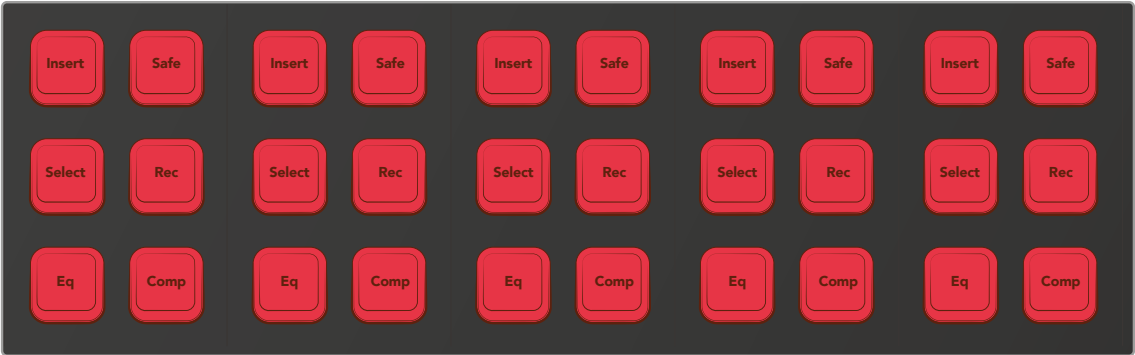 Insert Safe Insert Safe Insert Safe Insert Safe Insert Safe
Select Rec Select Rec Select Rec Select Rec Select Rec
Eq Comp Eq Comp Eq Comp Eq Comp Eq Comp